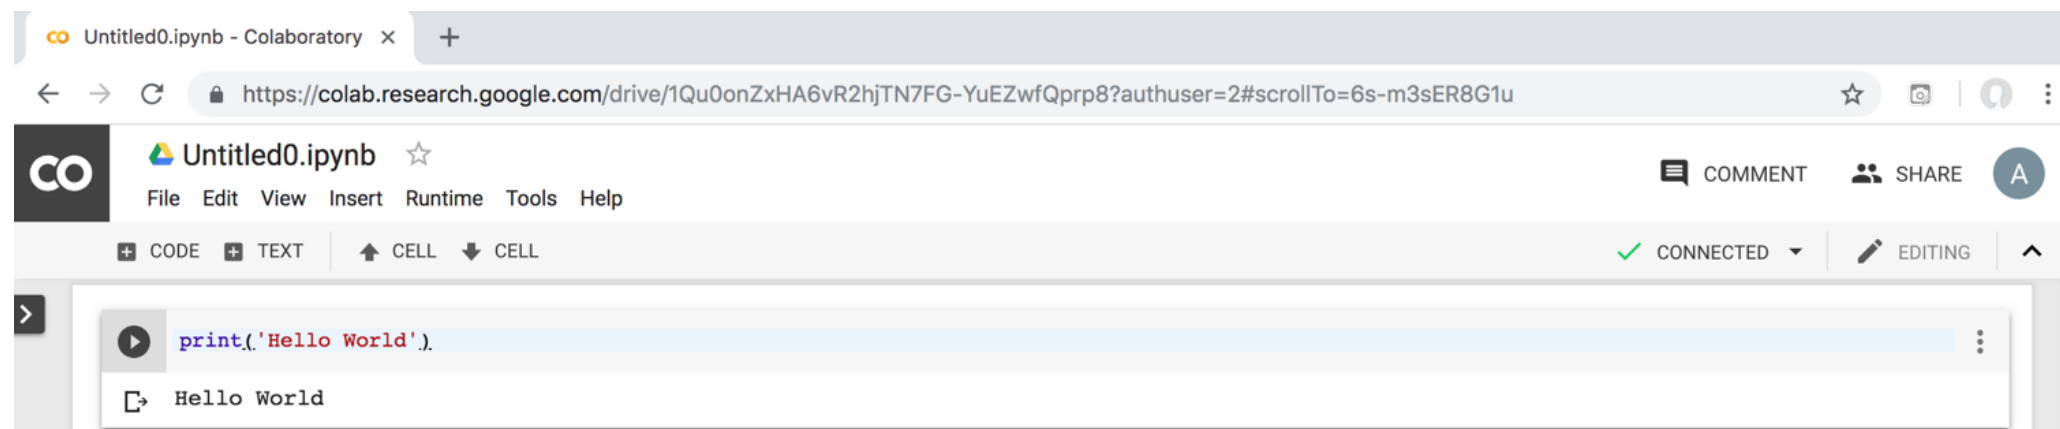 CO Untitled0.ipynb - Colaboratory
https://colab.research.google.com/drive/1Qu0onZxHA6vR2hjTN7FG-YuEZwfQprp8?authuser=2#scrollTo=6s-m3sER8G1u
CO Untitled0.ipynb
COMMENT SHARE A
File Edit View Insert Runtime Tools Help
CODE TEXT CELL CELL CONNECTED EDITING
print('Hello World')
Hello World